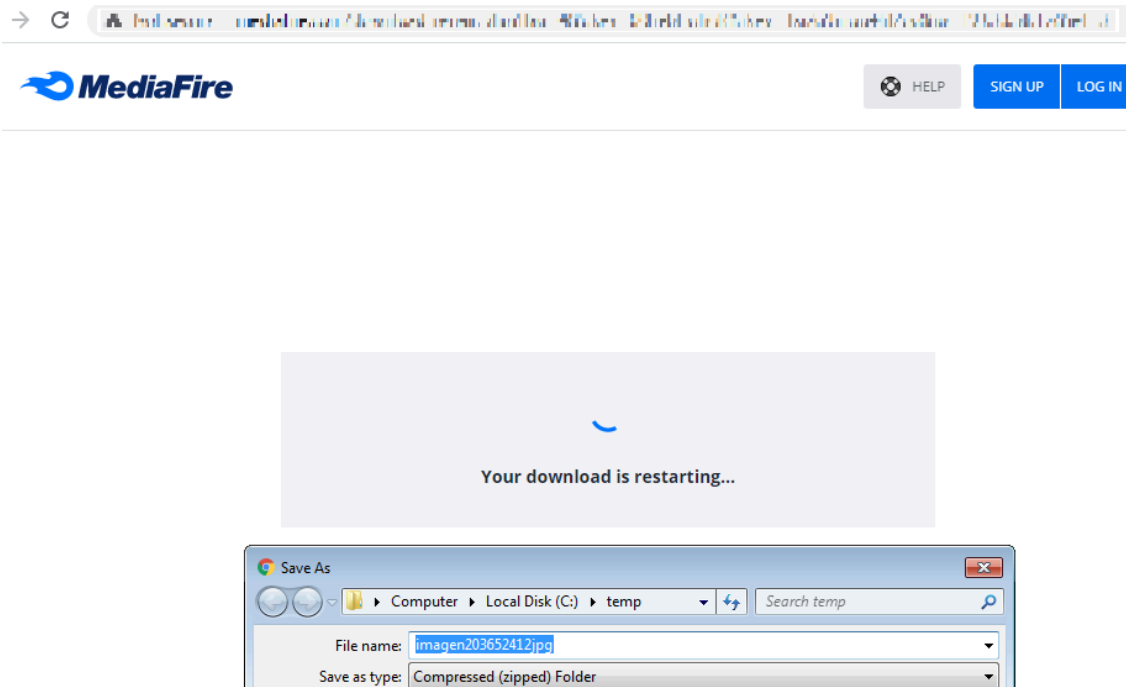 MediaFire
HELP
SIGN UP
LOG IN
Your download is restarting...
Save As
Computer Local Disk (C:) temp
Search temp
File name: imagen203652412jpg
Save as type: Compressed (zipped) Folder